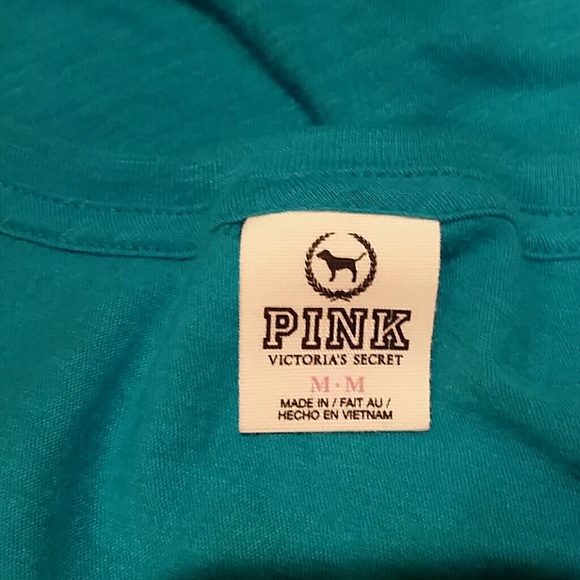 PINK
VICTORIA'S SECRET
M·M
MADE IN / FAIT AU /
HECHO EN VIETNAM